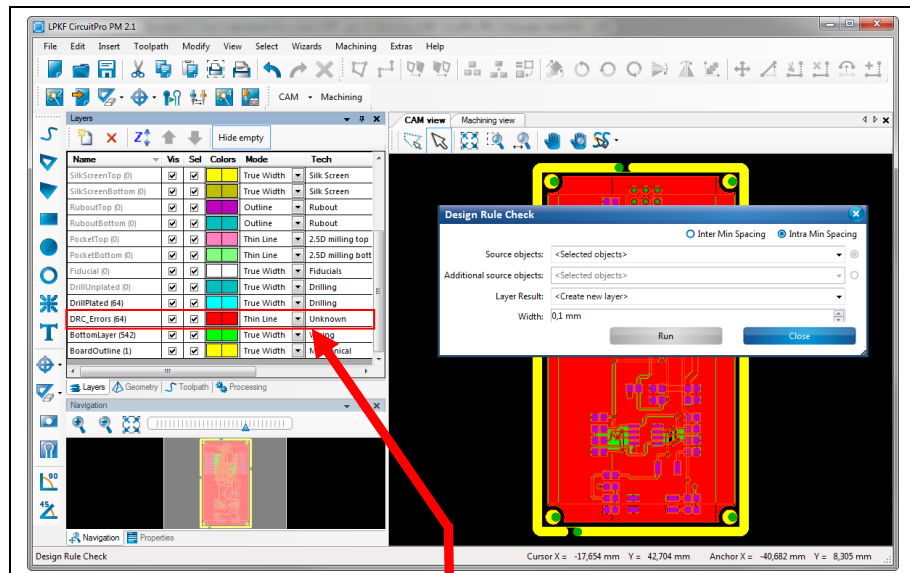 LPKF CircuitPro PM 2.1
File Edit Insert Toolpath Modify View Select Wizards Machining Extras Help
CAM Machining
Layers
Hide empty
Name Vis Sel Colors Mode Tech
SilkScreenTop (0) True Width Silk Screen
SilkScreenBottom (0) True Width Silk Screen
RuboutTop (0) Outline Rubout
RuboutBottom (0) Outline Rubout
PocketTop (0) Thin Line 2.5D milling top
PocketBottom (0) Thin Line 2.5D milling bott
Fiducial (0) True Width Fiducials
DrillUnplated (0) True Width Drilling
DrillPlated (64) True Width Drilling
DRC_Errors (64) Thin Line Unknown
BottomLayer (542) True Width
BoardOutline (1) True Width
Layers Geometry Toolpath Processing
Navigation
Navigation Properties
90
45
T
CAM view Machining view
Design Rule Check
Inter Min Spacing Intra Min Spacing
Source objects: <Selected objects>
Additional source objects: <Selected objects>
Layer Result: <Create new layer>
Width: 0,1 mm
Run Close
Design Rule Check Cursor X = -17,654 mm Y = 42,704 mm Anchor X = -40,682 mm Y = 8,305 mm